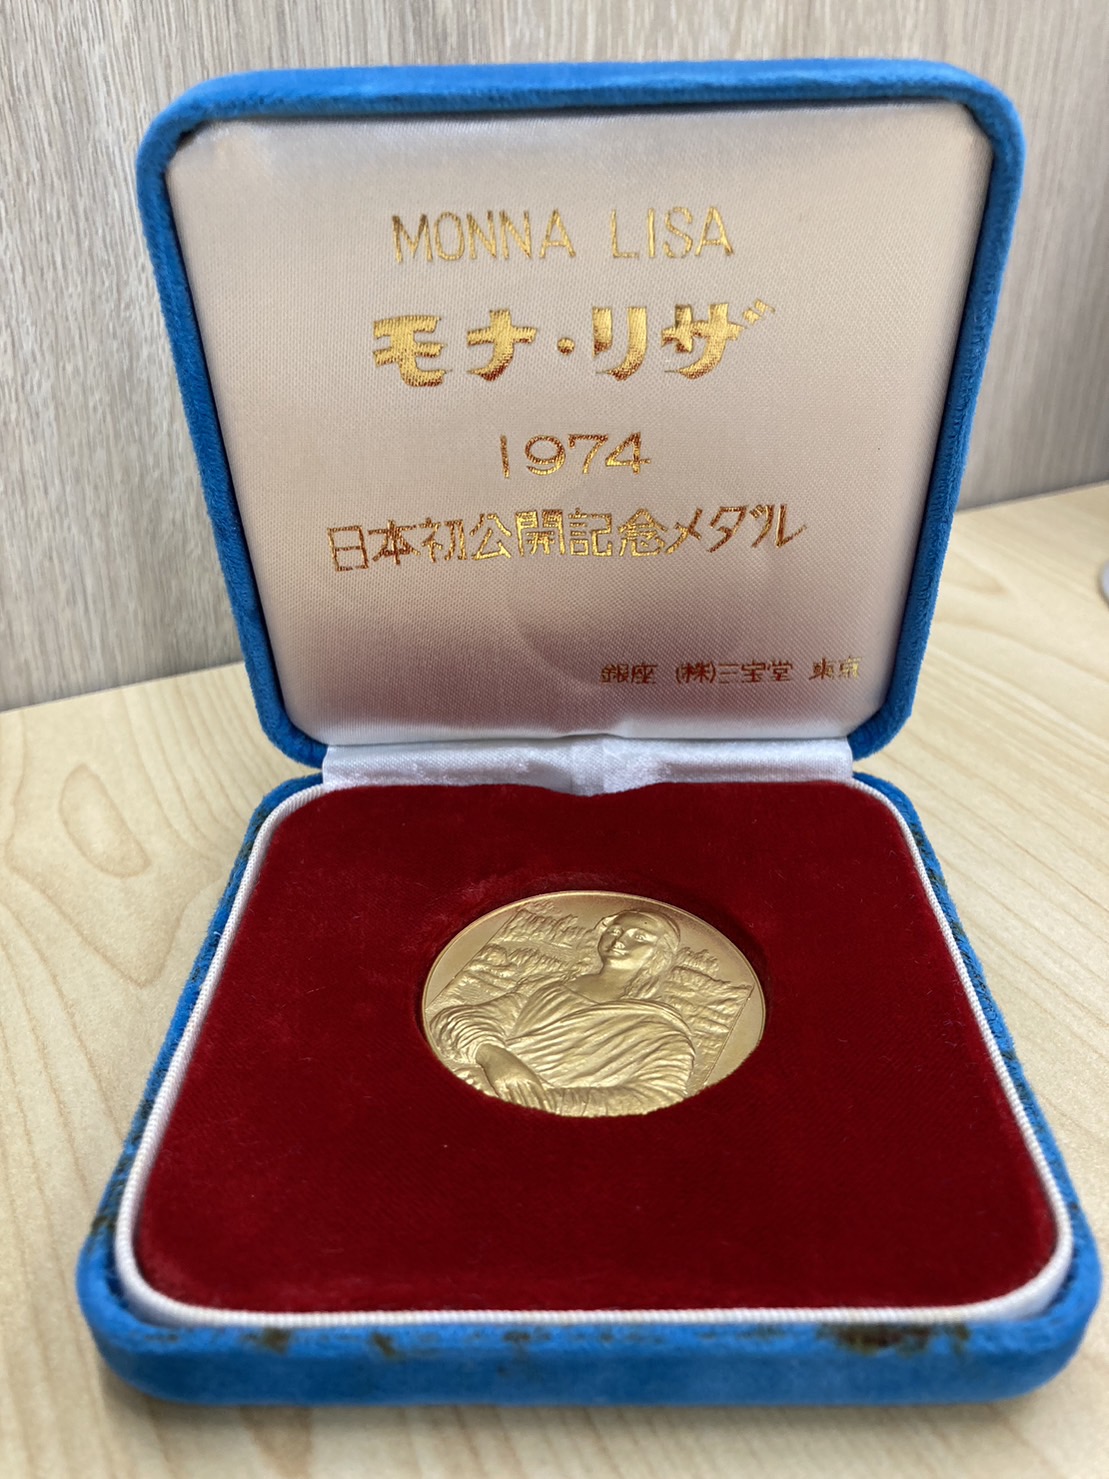 MONNA LISA
モナ・リザ
1974
日本初公開記念メダル
銀座 (株)三宝堂 東京